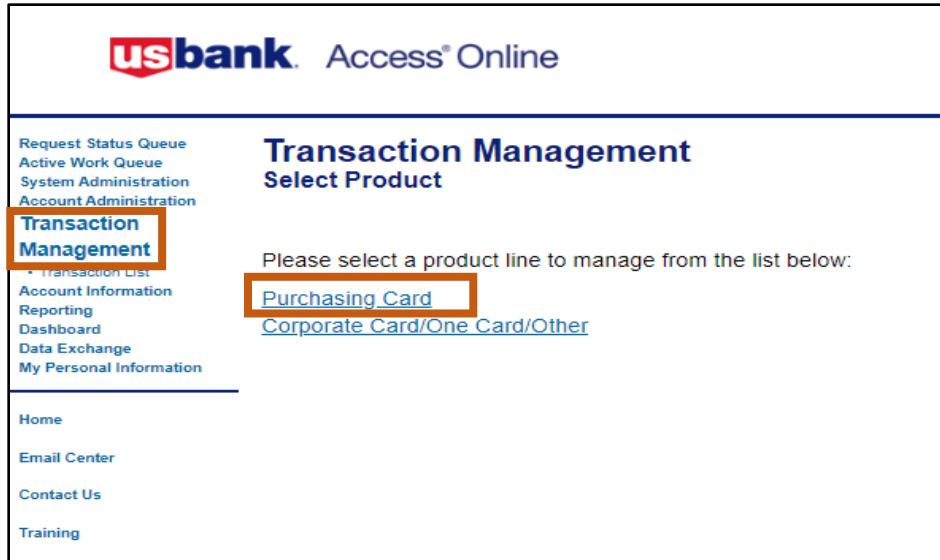 usbank. Access® Online
Request Status Queue
Active Work Queue
System Administration
Account Administration
Transaction
Management
• Transaction List
Account Information
Reporting
Dashboard
Data Exchange
My Personal Information
Home
Email Center
Contact Us
Training
Transaction Management
Select Product
Please select a product line to manage from the list below:
Purchasing Card
Corporate Card/One Card/Other